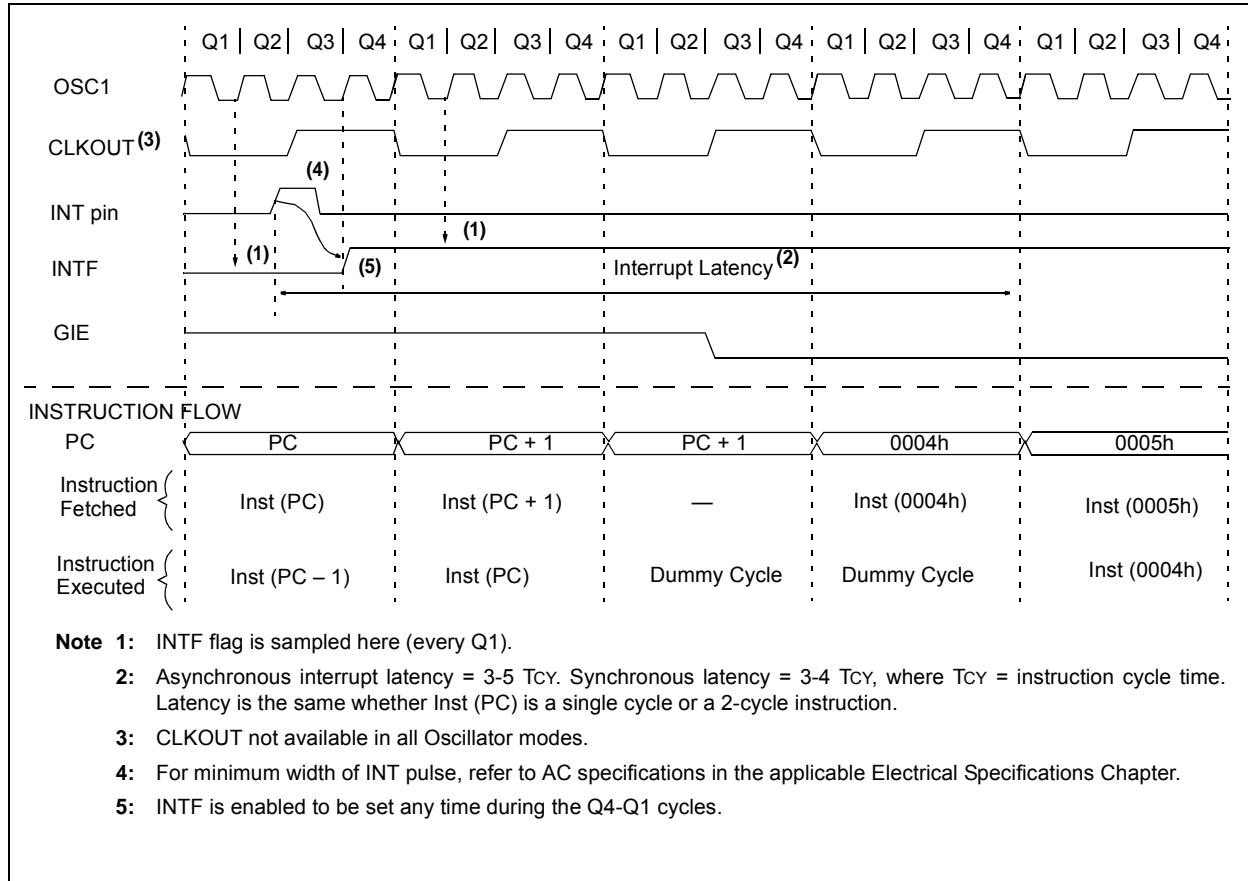 Q1 Q2 Q3 Q4 Q1 Q2 Q3 Q4 Q1 Q2 Q3 Q4 Q1 Q2 Q3 Q4 Q1 Q2 Q3 Q4
OSC1
CLKOUT (3)
(4)
INT pin
(1) (1)
INTF (5) Interrupt Latency (2)
GIE
INSTRUCTION FLOW
PC PC PC + 1 PC + 1 0004h 0005h
Instruction
Fetched Inst (PC) Inst (PC + 1) — Inst (0004h) Inst (0005h)
Instruction
Executed Inst (PC – 1) Inst (PC) Dummy Cycle Dummy Cycle Inst (0004h)
Note 1: INTF flag is sampled here (every Q1).
2: Asynchronous interrupt latency = 3-5 TCY. Synchronous latency = 3-4 TCY, where TCY = instruction cycle time.
Latency is the same whether Inst (PC) is a single cycle or a 2-cycle instruction.
3: CLKOUT not available in all Oscillator modes.
4: For minimum width of INT pulse, refer to AC specifications in the applicable Electrical Specifications Chapter.
5: INTF is enabled to be set any time during the Q4-Q1 cycles.